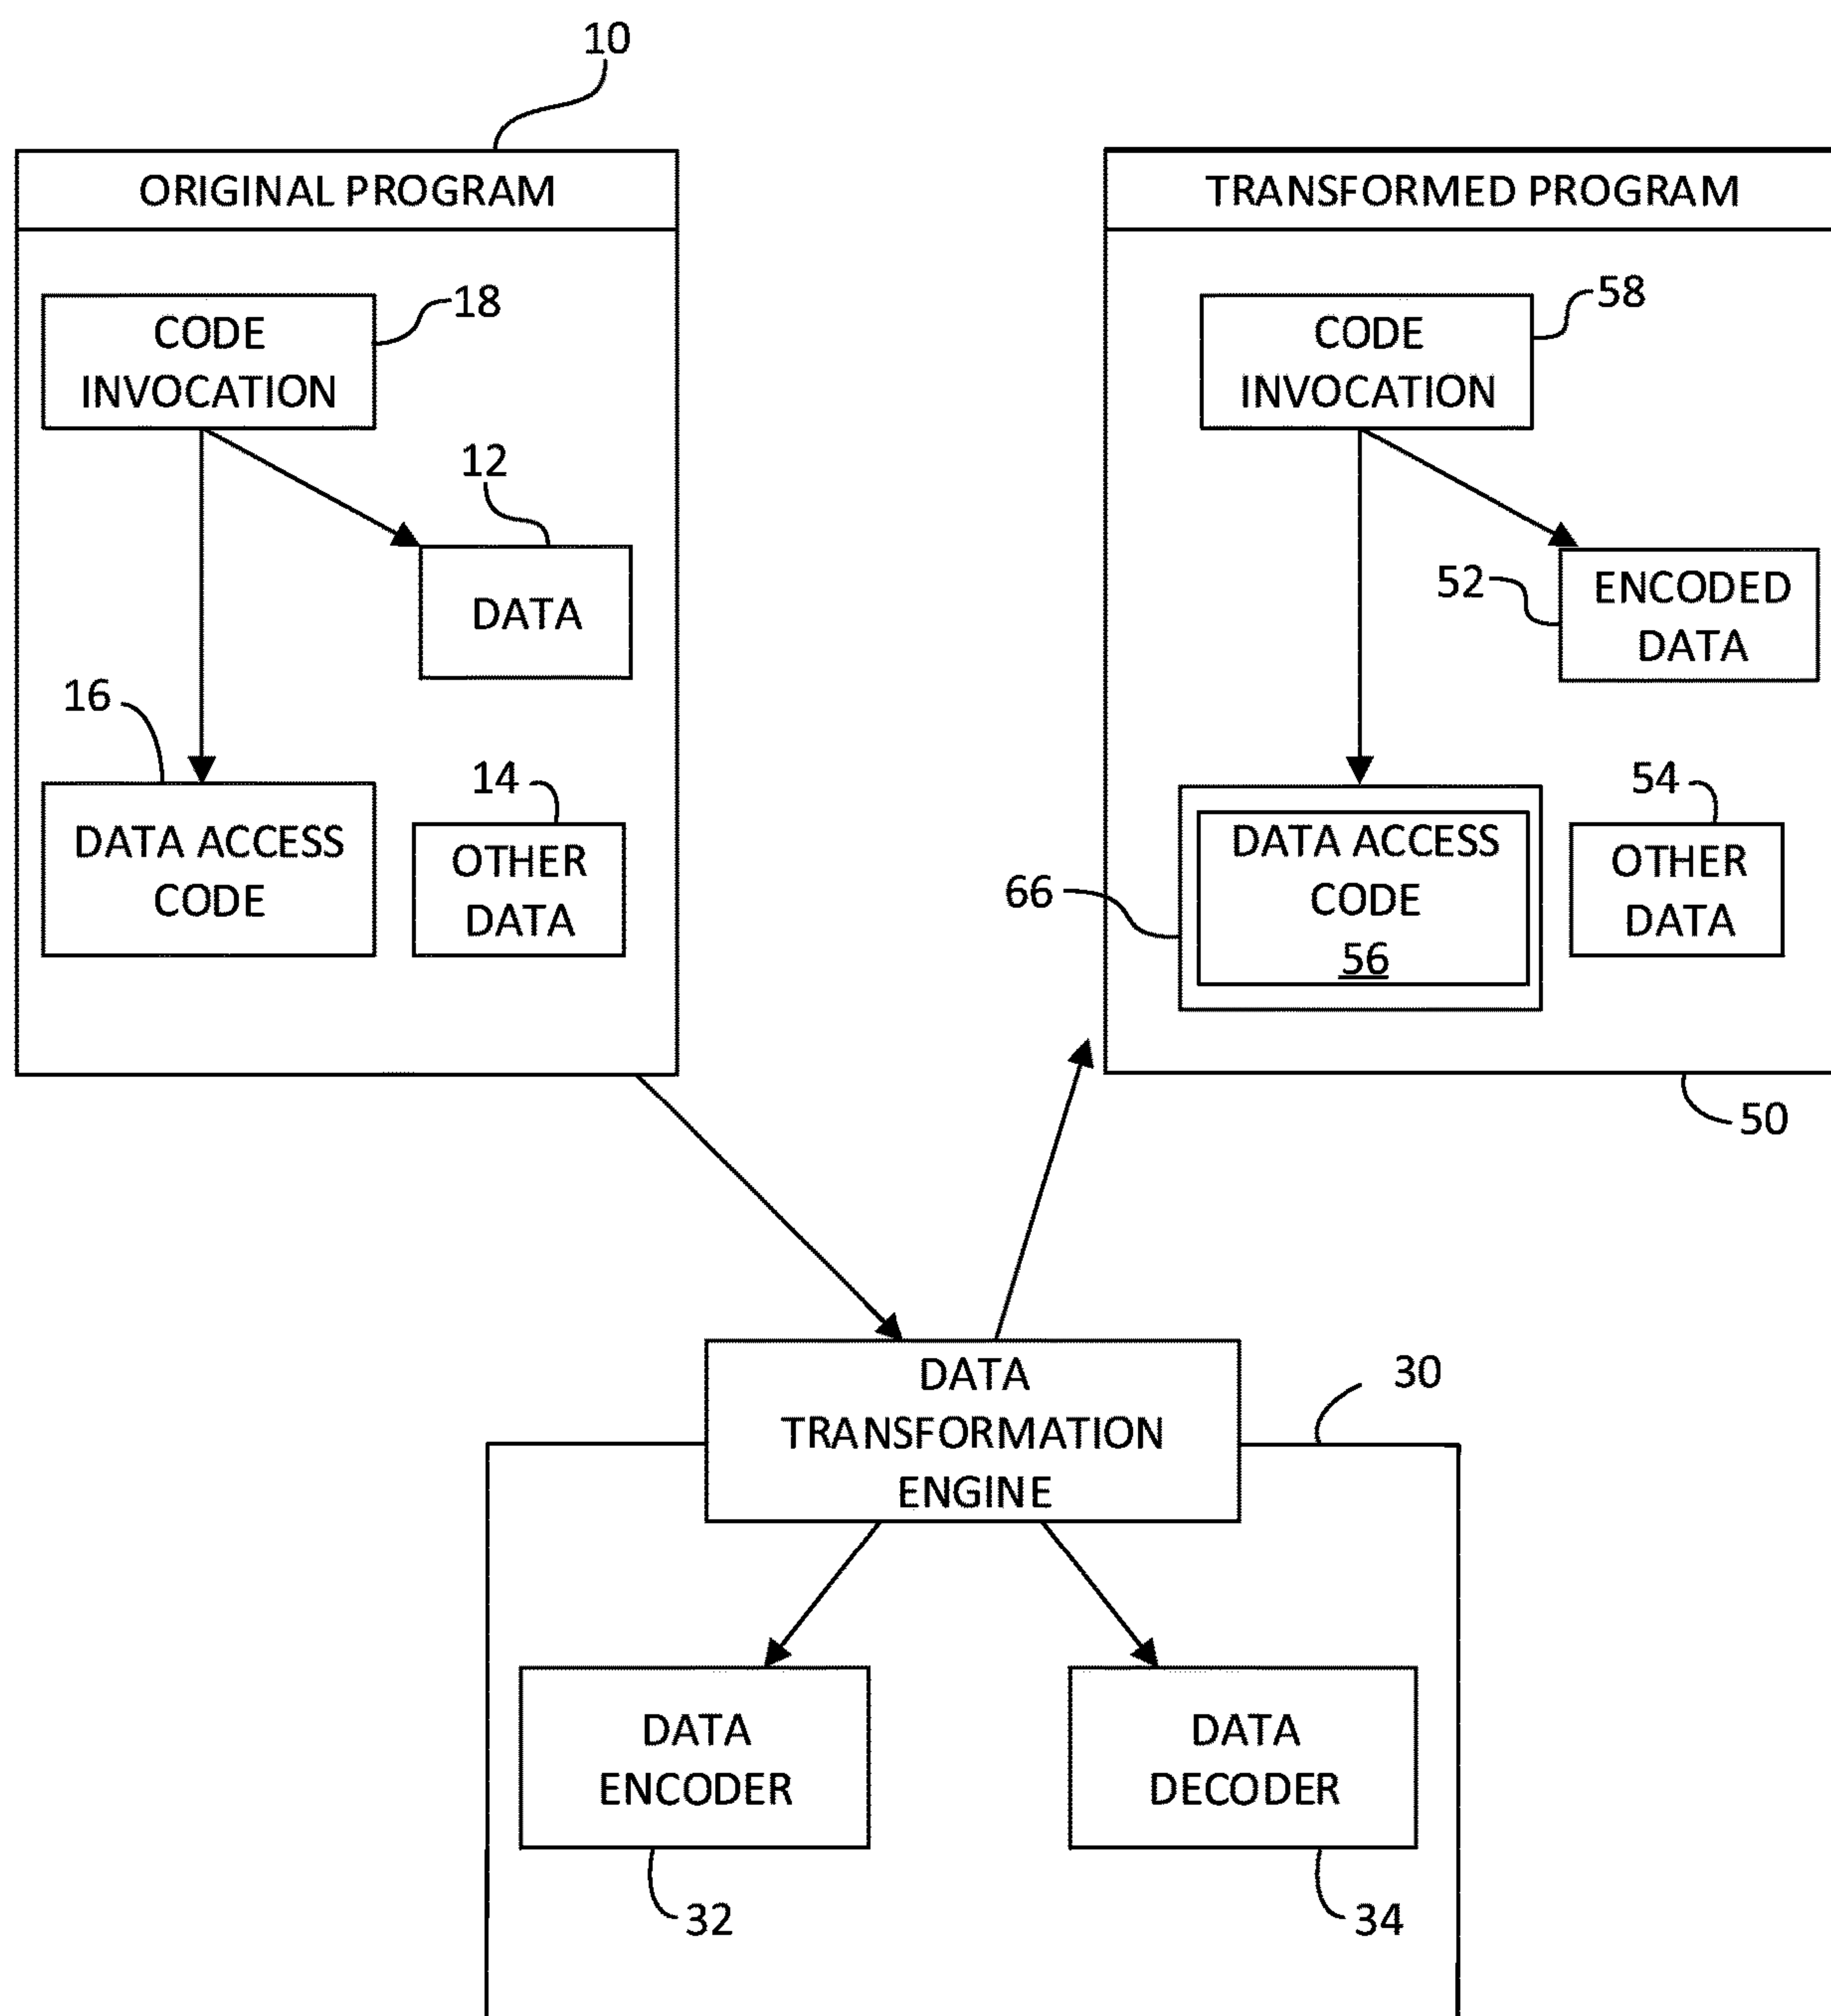 10
ORIGINAL PROGRAM
CODE
INVOCATION
18
12
DATA
16
DATA ACCESS
CODE
14
OTHER
DATA
TRANSFORMED PROGRAM
CODE
INVOCATION
58
52
ENCODED
DATA
66
DATA ACCESS
CODE
56
54
OTHER
DATA
50
DATA
TRANSFORMATION
ENGINE
30
DATA
ENCODER
32
DATA
DECODER
34